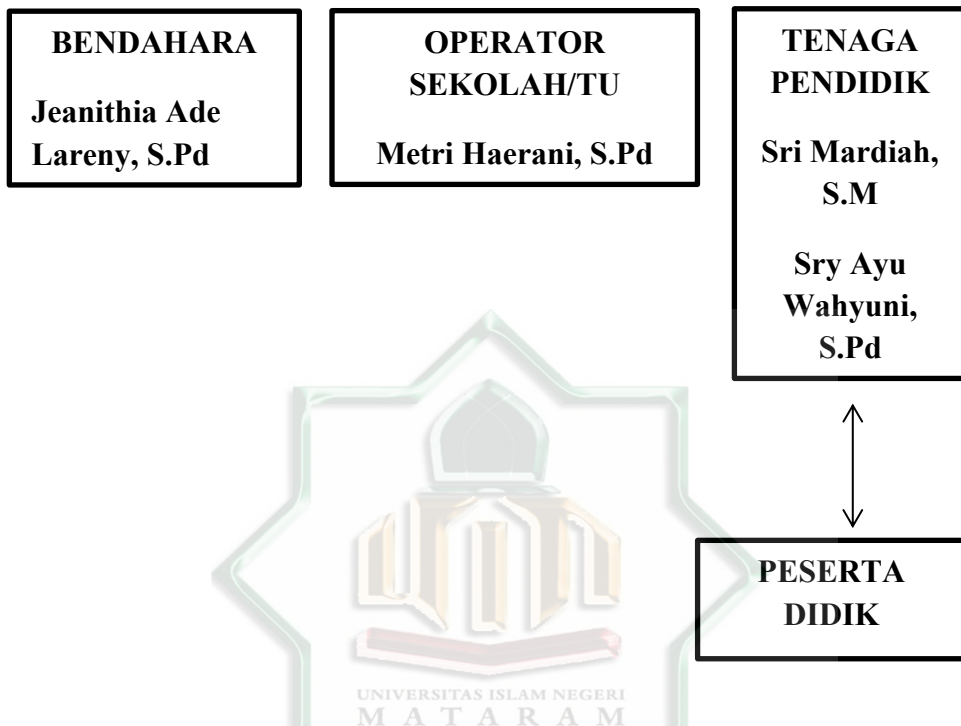 BENDAHARA
Jeanithia Ade
Lareny, S.Pd
OPERATOR
SEKOLAH/TU
Metri Haerani, S.Pd
TENAGA
PENDIDIK
Sri Mardiah,
S.M
Sry Ayu
Wahyuni,
S.Pd
PESERTA
DIDIK
UNIVERSITAS ISLAM NEGERI
MATARAM